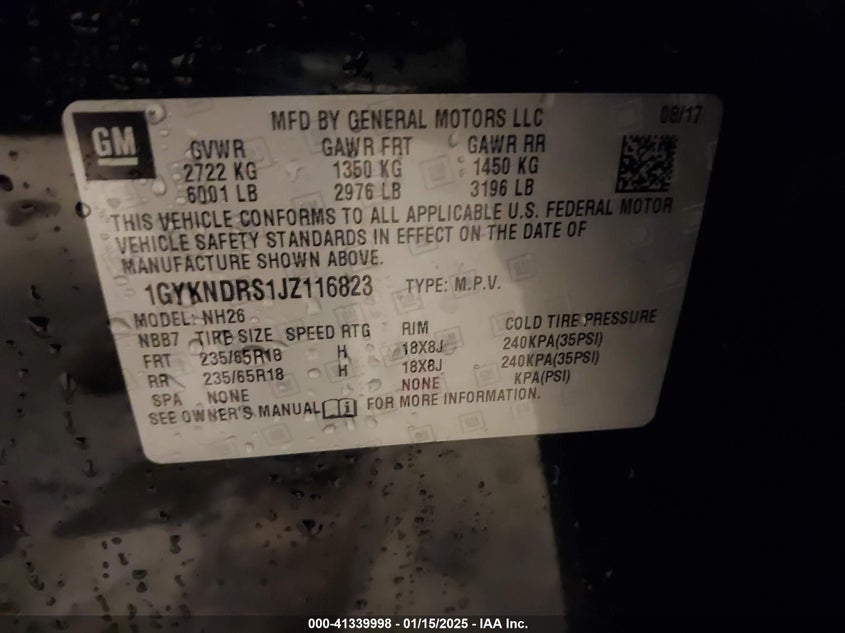 GM
MFD BY GENERAL MOTORS LLC 08/17
GVWR GAWR FRT GAWR RR
2722 KG 1350 KG 1450 KG
6001 LB 2976 LB 3196 LB
THIS VEHICLE CONFORMS TO ALL APPLICABLE U.S. FEDERAL MOTOR
VEHICLE SAFETY STANDARDS IN EFFECT ON THE DATE OF
MANUFACTURE SHOWN ABOVE.
1GYKNDRS1JZ116823 TYPE: M.P.V.
MODEL: NH26
NBB7 TIRE SIZE SPEED RTG RIM COLD TIRE PRESSURE
FRT 235/65R18 H 18X8J 240KPA(35PSI)
RR 235/65R18 H 18X8J 240KPA(35PSI)
SPA NONE NONE KPA(PSI)
SEE OWNER'S MANUAL FOR MORE INFORMATION.
000-41339998 - 01/15/2025 - IAA Inc.